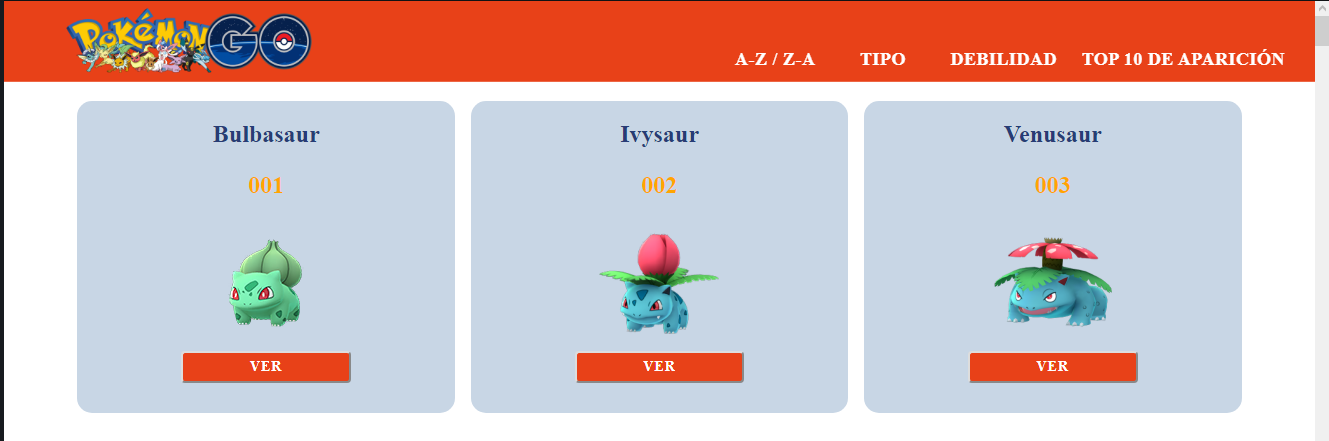 POKéMON GO
A-Z / Z-A TIPO DEBILIDAD TOP 10 DE APARICIÓN
Bulbasaur
001
VER
Ivysaur
002
VER
Venusaur
003
VER